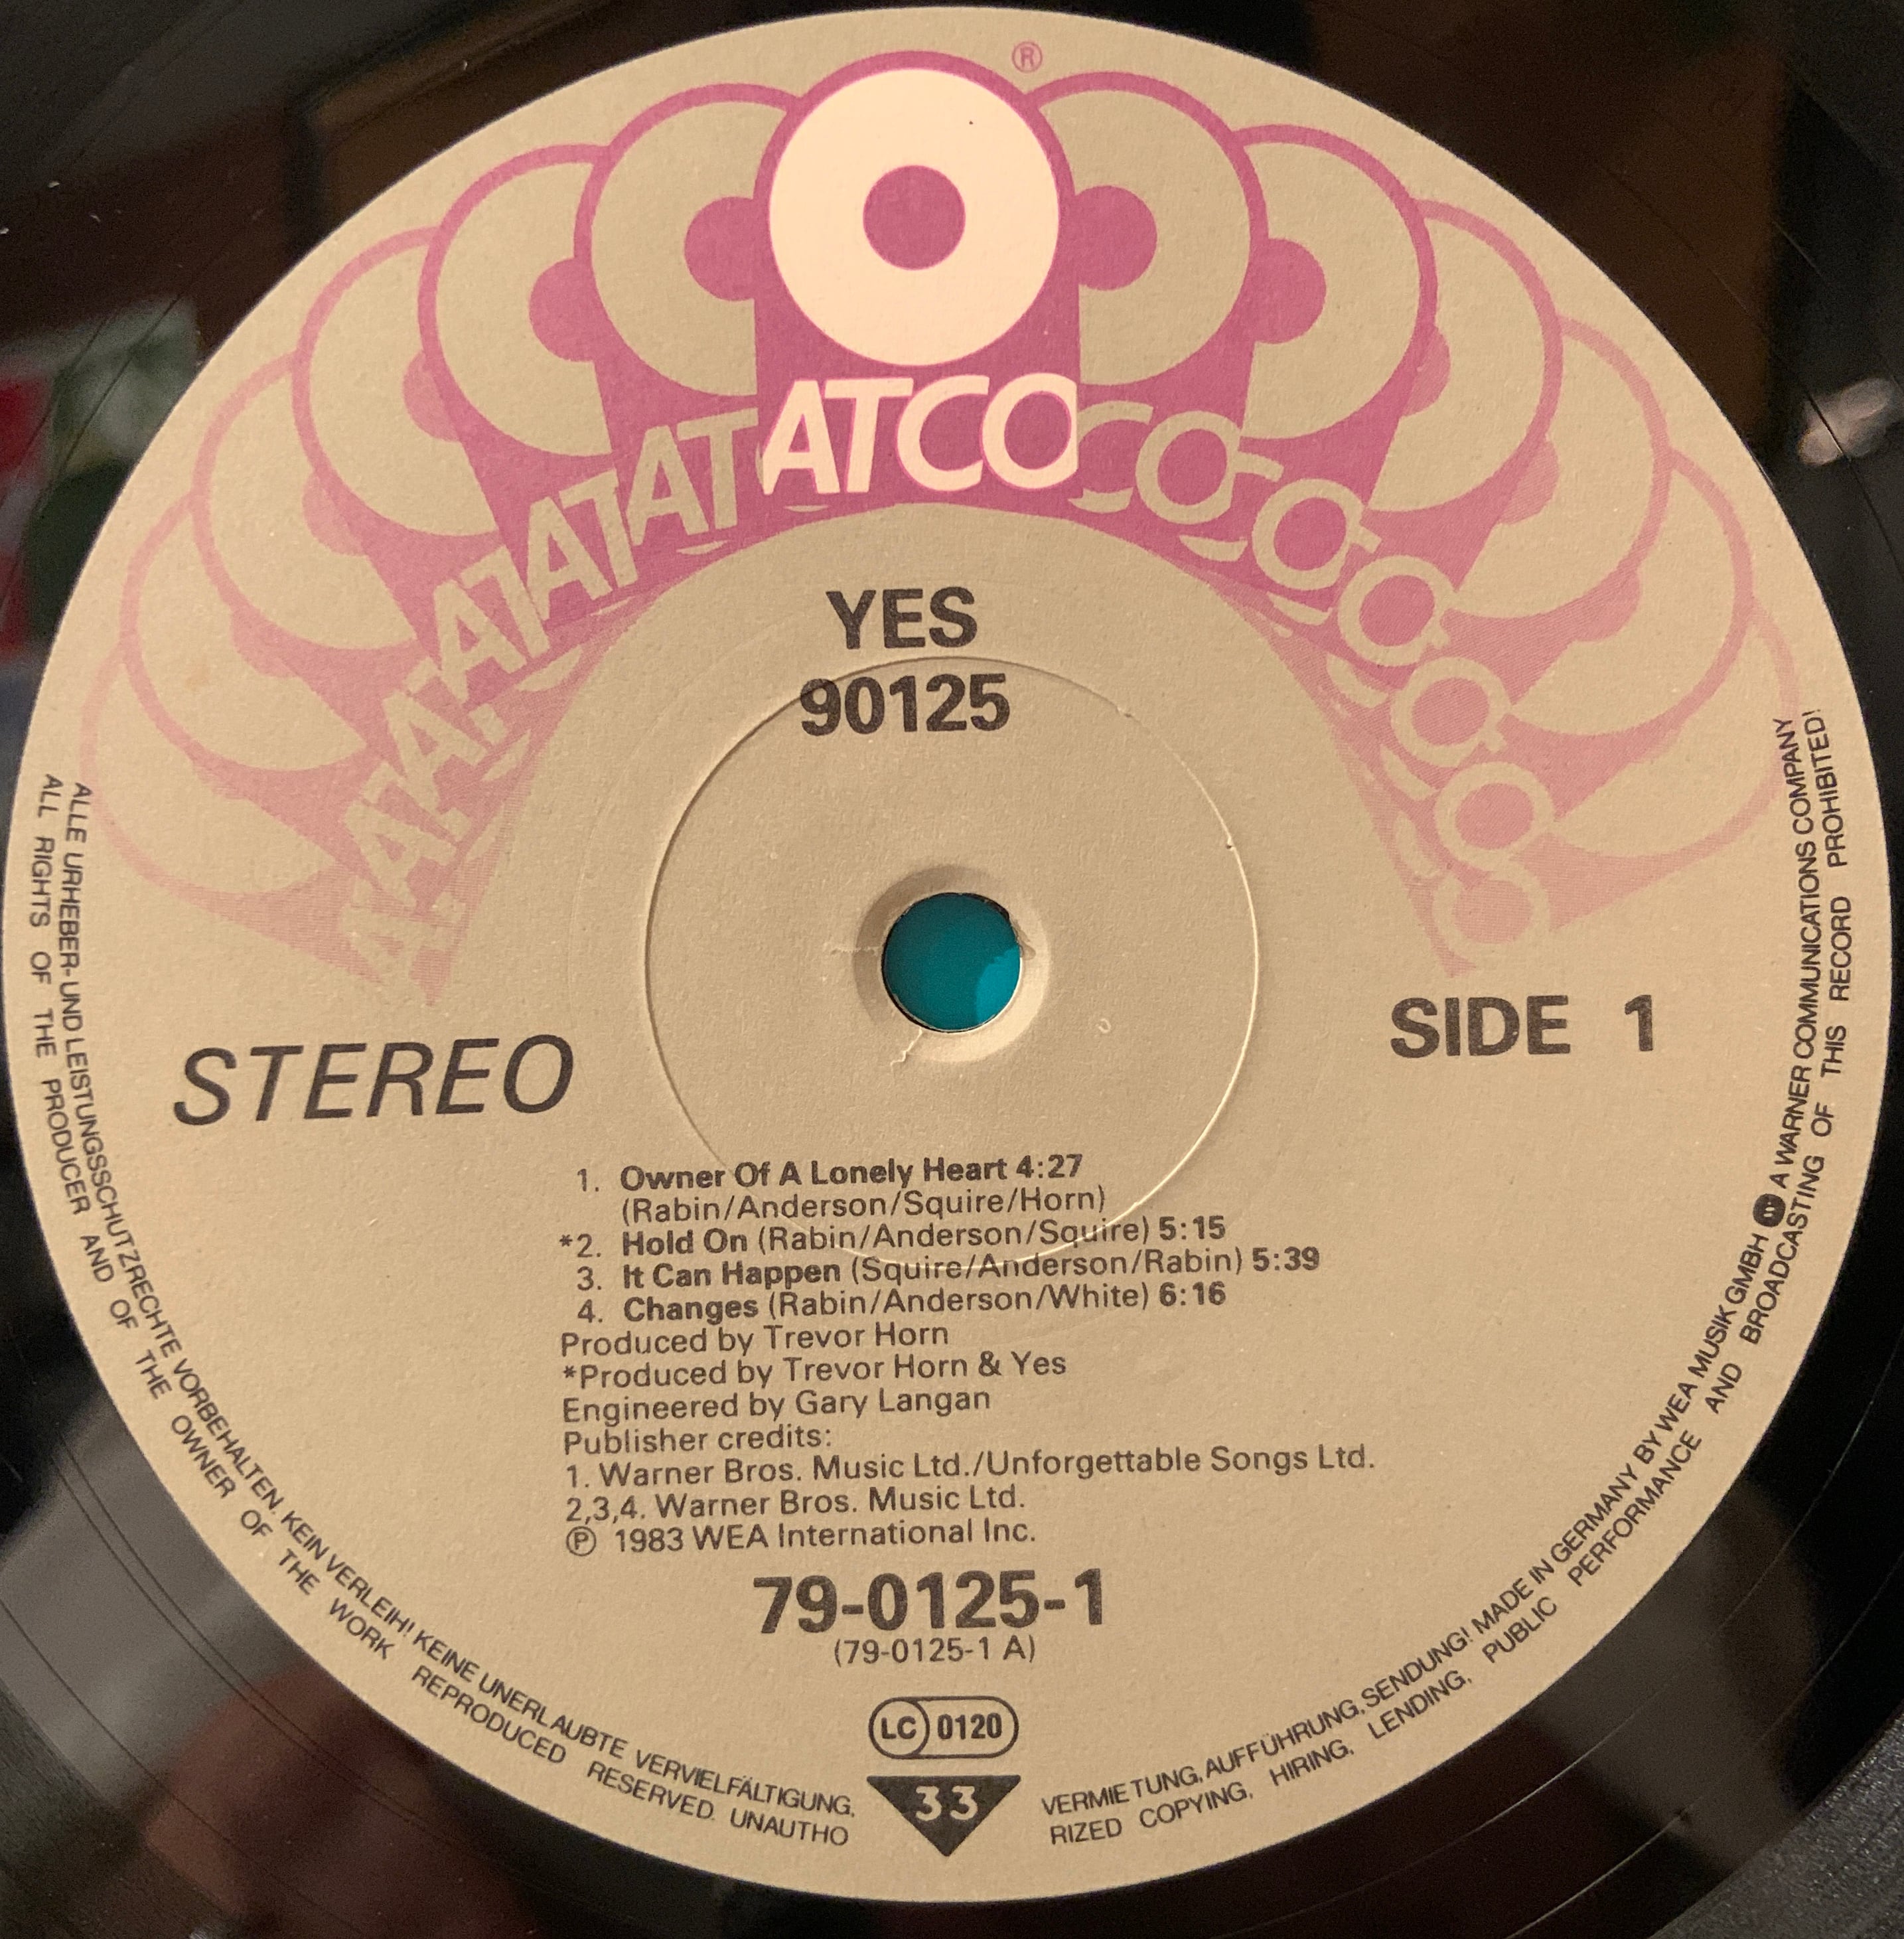 ®
ATCO
YES
90125
STEREO
SIDE 1
1. Owner Of A Lonely Heart 4:27
(Rabin/Anderson/Squire/Horn)
*2. Hold On (Rabin/Anderson/Squire) 5:15
3. It Can Happen (Squire/Anderson/Rabin) 5:39
4. Changes (Rabin/Anderson/White) 6:16
Produced by Trevor Horn
*Produced by Trevor Horn & Yes
Engineered by Gary Langan
Publisher credits:
1. Warner Bros. Music Ltd./Unforgettable Songs Ltd.
2,3,4. Warner Bros. Music Ltd.
℗ 1983 WEA International Inc.
79-0125-1
(79-0125-1 A)
LC 0120
33
ALLE URHEBER- UND LEISTUNGSSCHUTZRECHTE VORBEHALTEN. KEIN VERLEIH! KEINE UNERLAUBTE VERVIELFÄLTIGUNG, VERMIETUNG, AUFFÜHRUNG, SENDUNG! MADE IN GERMANY BY WEA MUSIK GMBH W A WARNER COMMUNICATIONS COMPANY
ALL RIGHTS OF THE PRODUCER AND OF THE OWNER OF THE WORK REPRODUCED RESERVED. UNAUTHORIZED COPYING, HIRING, LENDING, PUBLIC PERFORMANCE AND BROADCASTING OF THIS RECORD PROHIBITED!